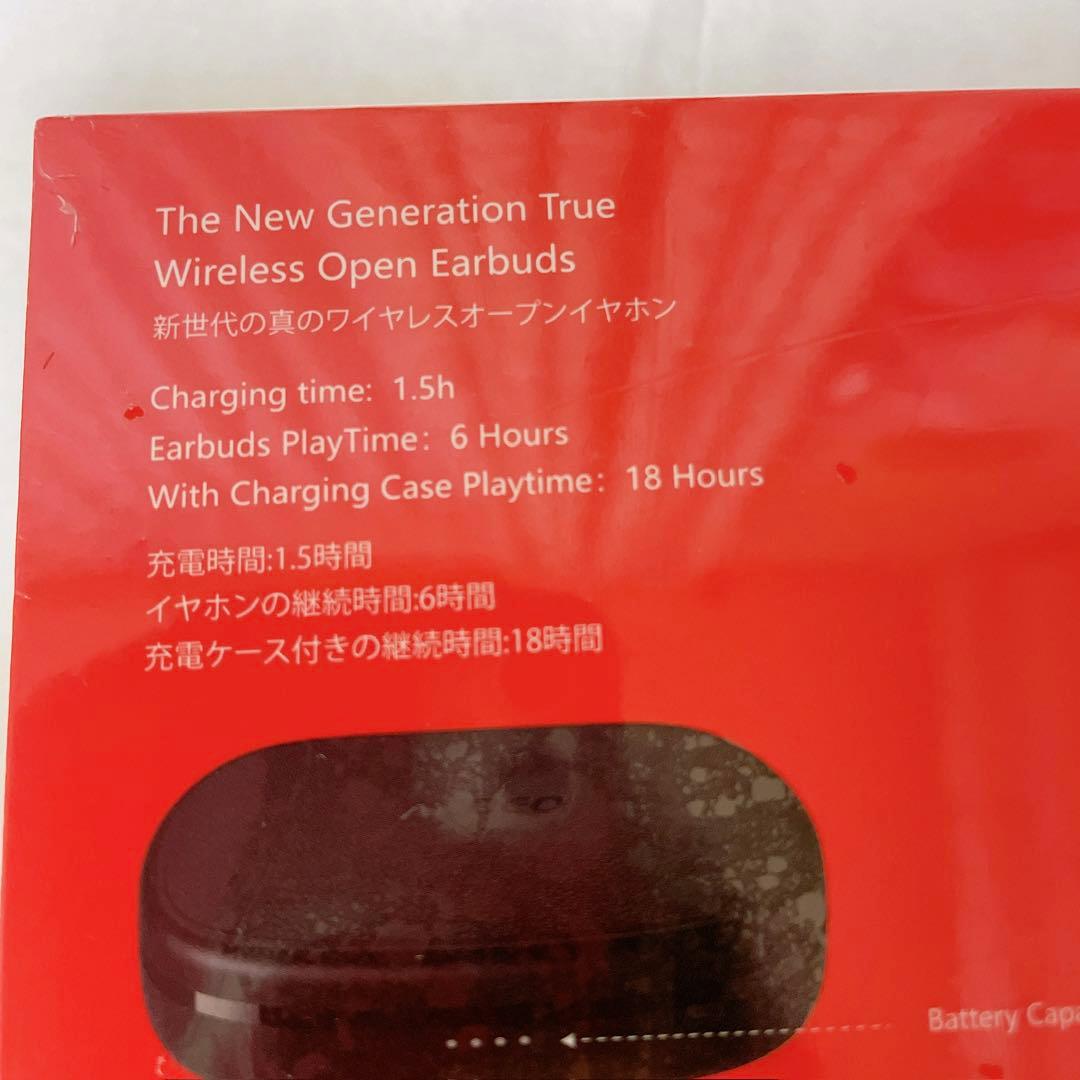 The New Generation True
Wireless Open Earbuds
新世代の真のワイヤレスオープンイヤホン
Charging time: 1.5h
Earbuds PlayTime: 6 Hours
With Charging Case Playtime: 18 Hours
充電時間:1.5時間
イヤホンの継続時間:6時間
充電ケース付きの継続時間:18時間
Battery